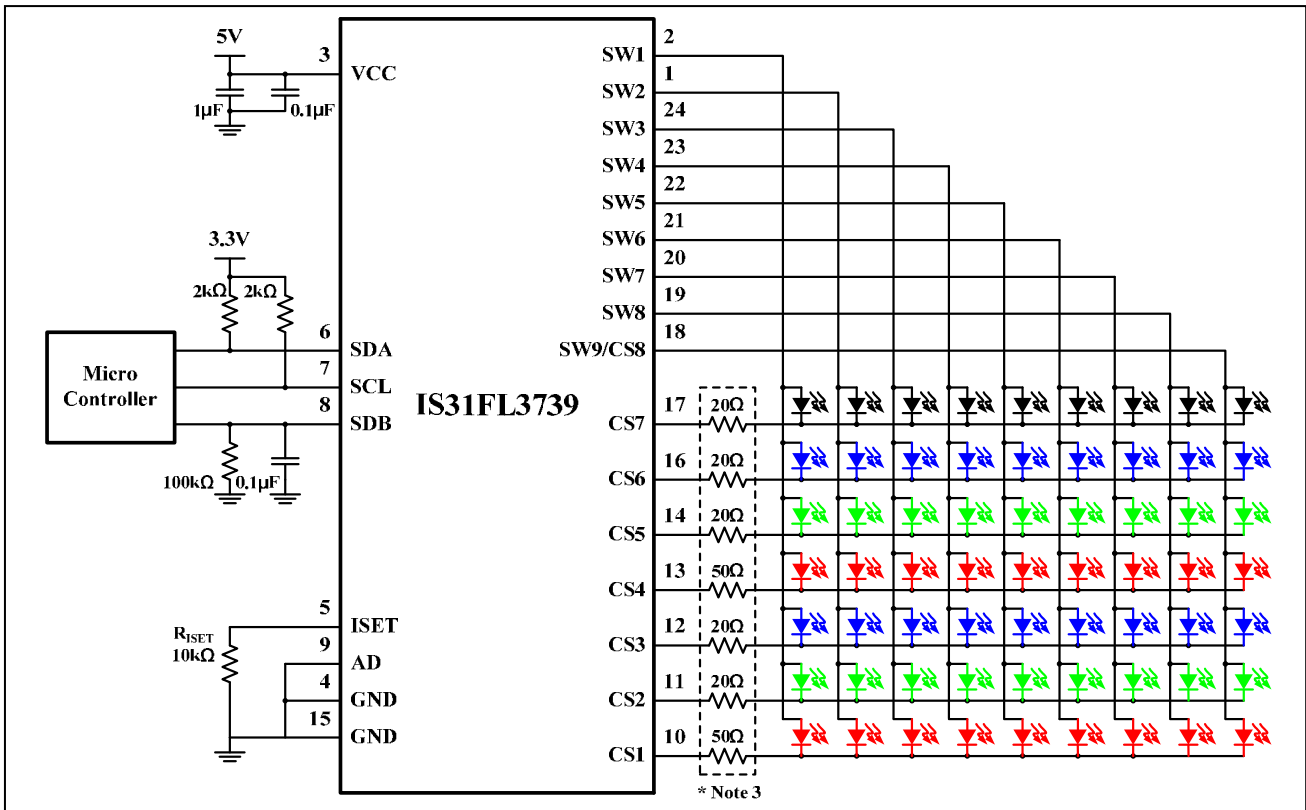 5V
3
VCC
1µF
0.1µF
3.3V
2kΩ
2kΩ
Micro
Controller
6
SDA
7
SCL
8
SDB
100kΩ
0.1µF
5
ISET
R_ISET
10kΩ
9
AD
4
GND
15
GND
IS31FL3739
2
SW1
1
SW2
24
SW3
23
SW4
22
SW5
21
SW6
20
SW7
19
SW8
18
SW9/CS8
17
CS7
20Ω
16
CS6
20Ω
14
CS5
20Ω
13
CS4
50Ω
12
CS3
20Ω
11
CS2
20Ω
10
CS1
50Ω
* Note 3